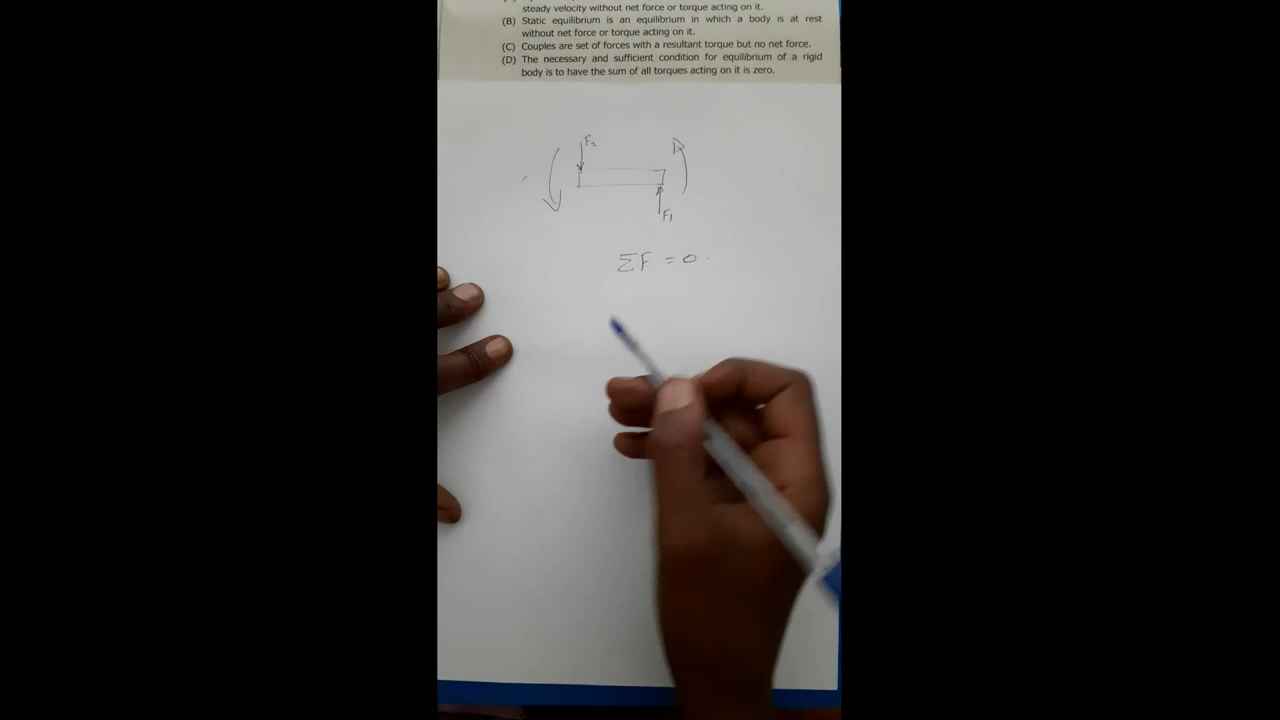 steady velocity without net force or torque acting on it.
(B) Static equilibrium is an equilibrium in which a body is at rest
without net force or torque acting on it.
(C) Couples are set of forces with a resultant torque but no net force.
(D) The necessary and sufficient condition for equilibrium of a rigid
body is to have the sum of all torques acting on it is zero.
F2
F1
ΣF = 0